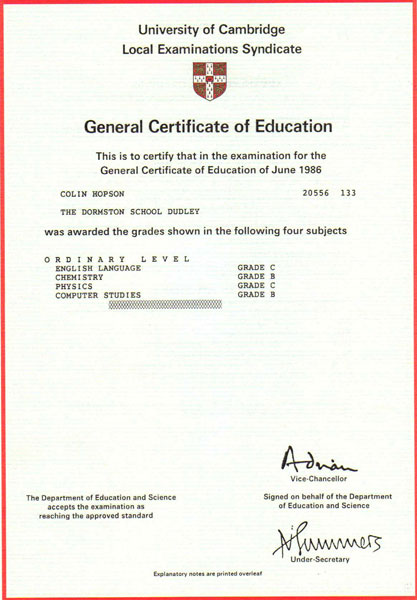 University of Cambridge
Local Examinations Syndicate
General Certificate of Education
This is to certify that in the examination for the
General Certificate of Education of June 1986
COLIN HOPSON 20556 133
THE DORMSTON SCHOOL DUDLEY
was awarded the grades shown in the following four subjects
ORDINARY LEVEL
ENGLISH LANGUAGE GRADE C
CHEMISTRY GRADE B
PHYSICS GRADE C
COMPUTER STUDIES GRADE B
Adrian
Vice-Chancellor
The Department of Education and Science
accepts the examination as
reaching the approved standard
Signed on behalf of the Department
of Education and Science
Summers
Under-Secretary
Explanatory notes are printed overleaf